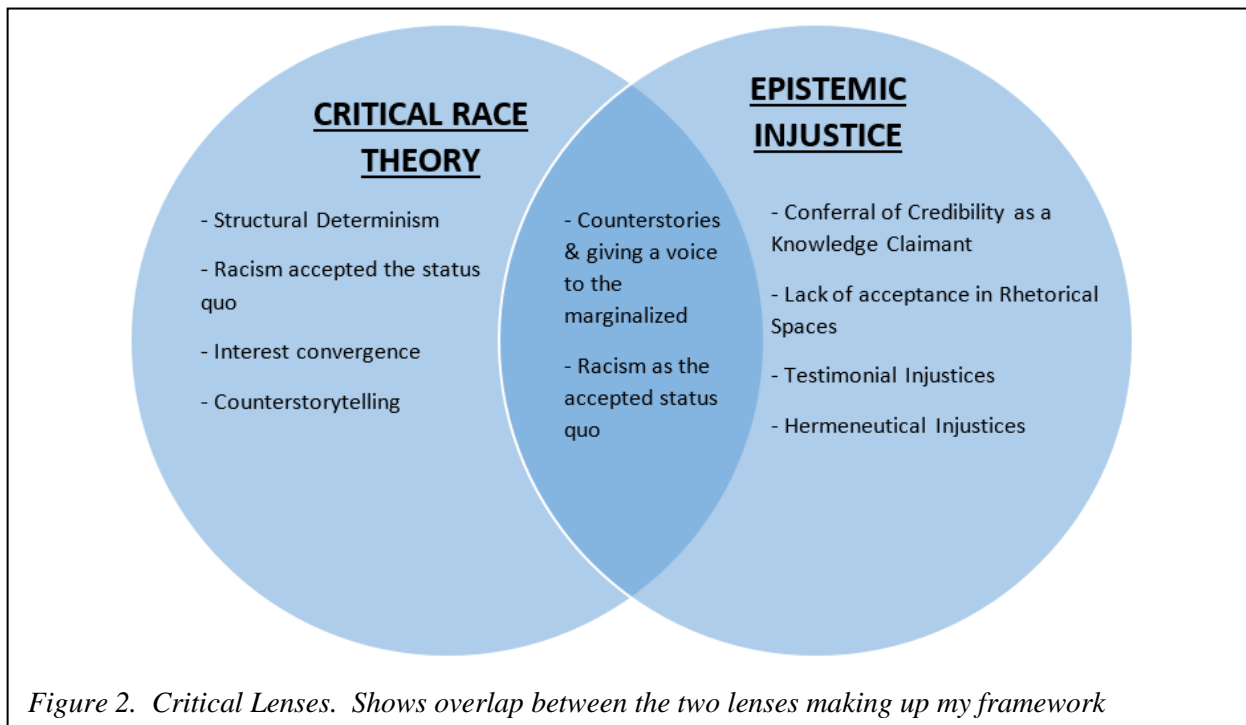 CRITICAL RACE
THEORY
- Structural Determinism
- Racism accepted the status
quo
- Interest convergence
- Counterstorytelling
- Counterstories
& giving a voice
to the
marginalized
- Racism as the
accepted status
quo
EPISTEMIC
INJUSTICE
- Conferral of Credibility as a
Knowledge Claimant
- Lack of acceptance in Rhetorical
Spaces
- Testimonial Injustices
- Hermeneutical Injustices
Figure 2. Critical Lenses. Shows overlap between the two lenses making up my framework